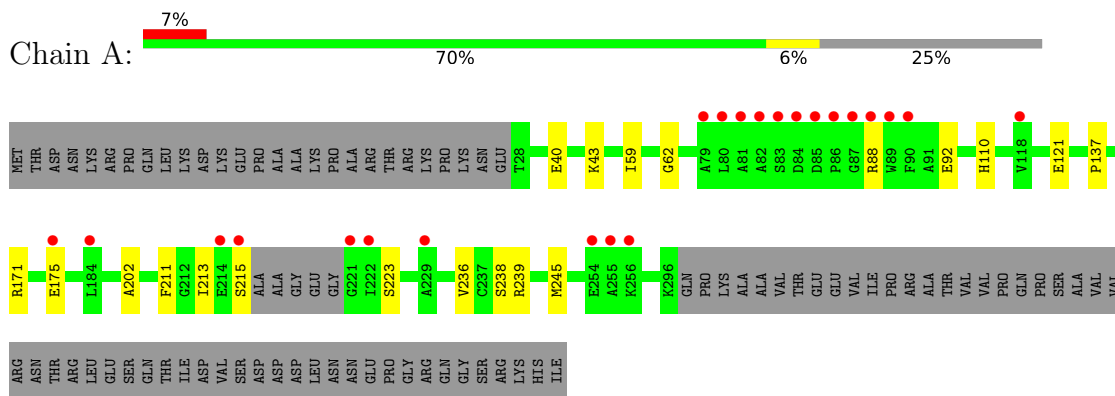 7%
Chain A:
70% 6% 25%
MET THR ASP ASN LYS ARG PRO GLN LEU LYS ASP LYS GLU PRO ALA ALA LYS PRO ALA ARG THR ARG LYS PRO LYS ASN GLU T28 E40 K43 I59 G62 A79 L80 A81 A82 S83 D84 D85 P86 G87 R88 W89 F90 A91 E92 H110 V118 E121 P137
R171 E175 L184 A202 F211 G212 I213 E214 S215 ALA ALA GLY GLU GLY G221 I222 S223 A229 V236 C237 S238 R239 M245 E254 A255 K256 K296 GLN PRO LYS ALA ALA VAL THR GLU GLU VAL ILE PRO ARG ALA THR VAL VAL PRO GLN PRO SER ALA VAL VAL
ARG ASN THR ARG LEU GLU SER GLN THR ILE ASP VAL SER ASP ASP ASP LEU ASN ASN GLU PRO GLY ARG GLN GLY SER ARG LYS HIS ILE